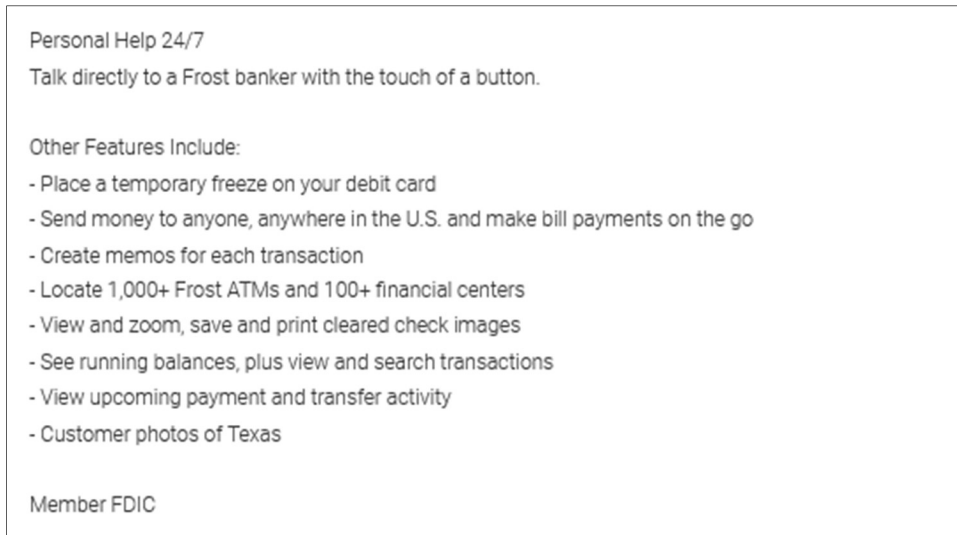 Personal Help 24/7
Talk directly to a Frost banker with the touch of a button.
Other Features Include:
- Place a temporary freeze on your debit card
- Send money to anyone, anywhere in the U.S. and make bill payments on the go
- Create memos for each transaction
- Locate 1,000+ Frost ATMs and 100+ financial centers
- View and zoom, save and print cleared check images
- See running balances, plus view and search transactions
- View upcoming payment and transfer activity
- Customer photos of Texas
Member FDIC